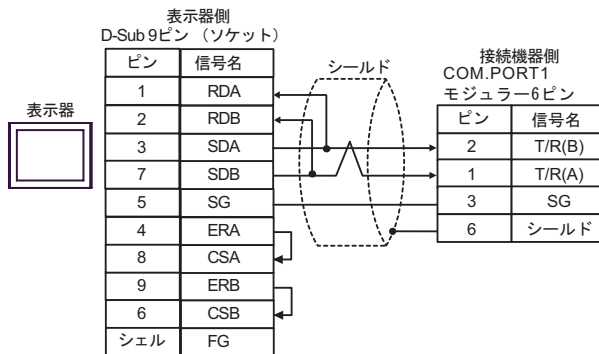 表示器側
D-Sub 9ピン （ソケット）
ピン 信号名
1 RDA
2 RDB
3 SDA
7 SDB
5 SG
4 ERA
8 CSA
9 ERB
6 CSB
シェル FG
表示器
シールド
接続機器側
COM.PORT1
モジュラー6ピン
ピン 信号名
2 T/R(B)
1 T/R(A)
3 SG
6 シールド